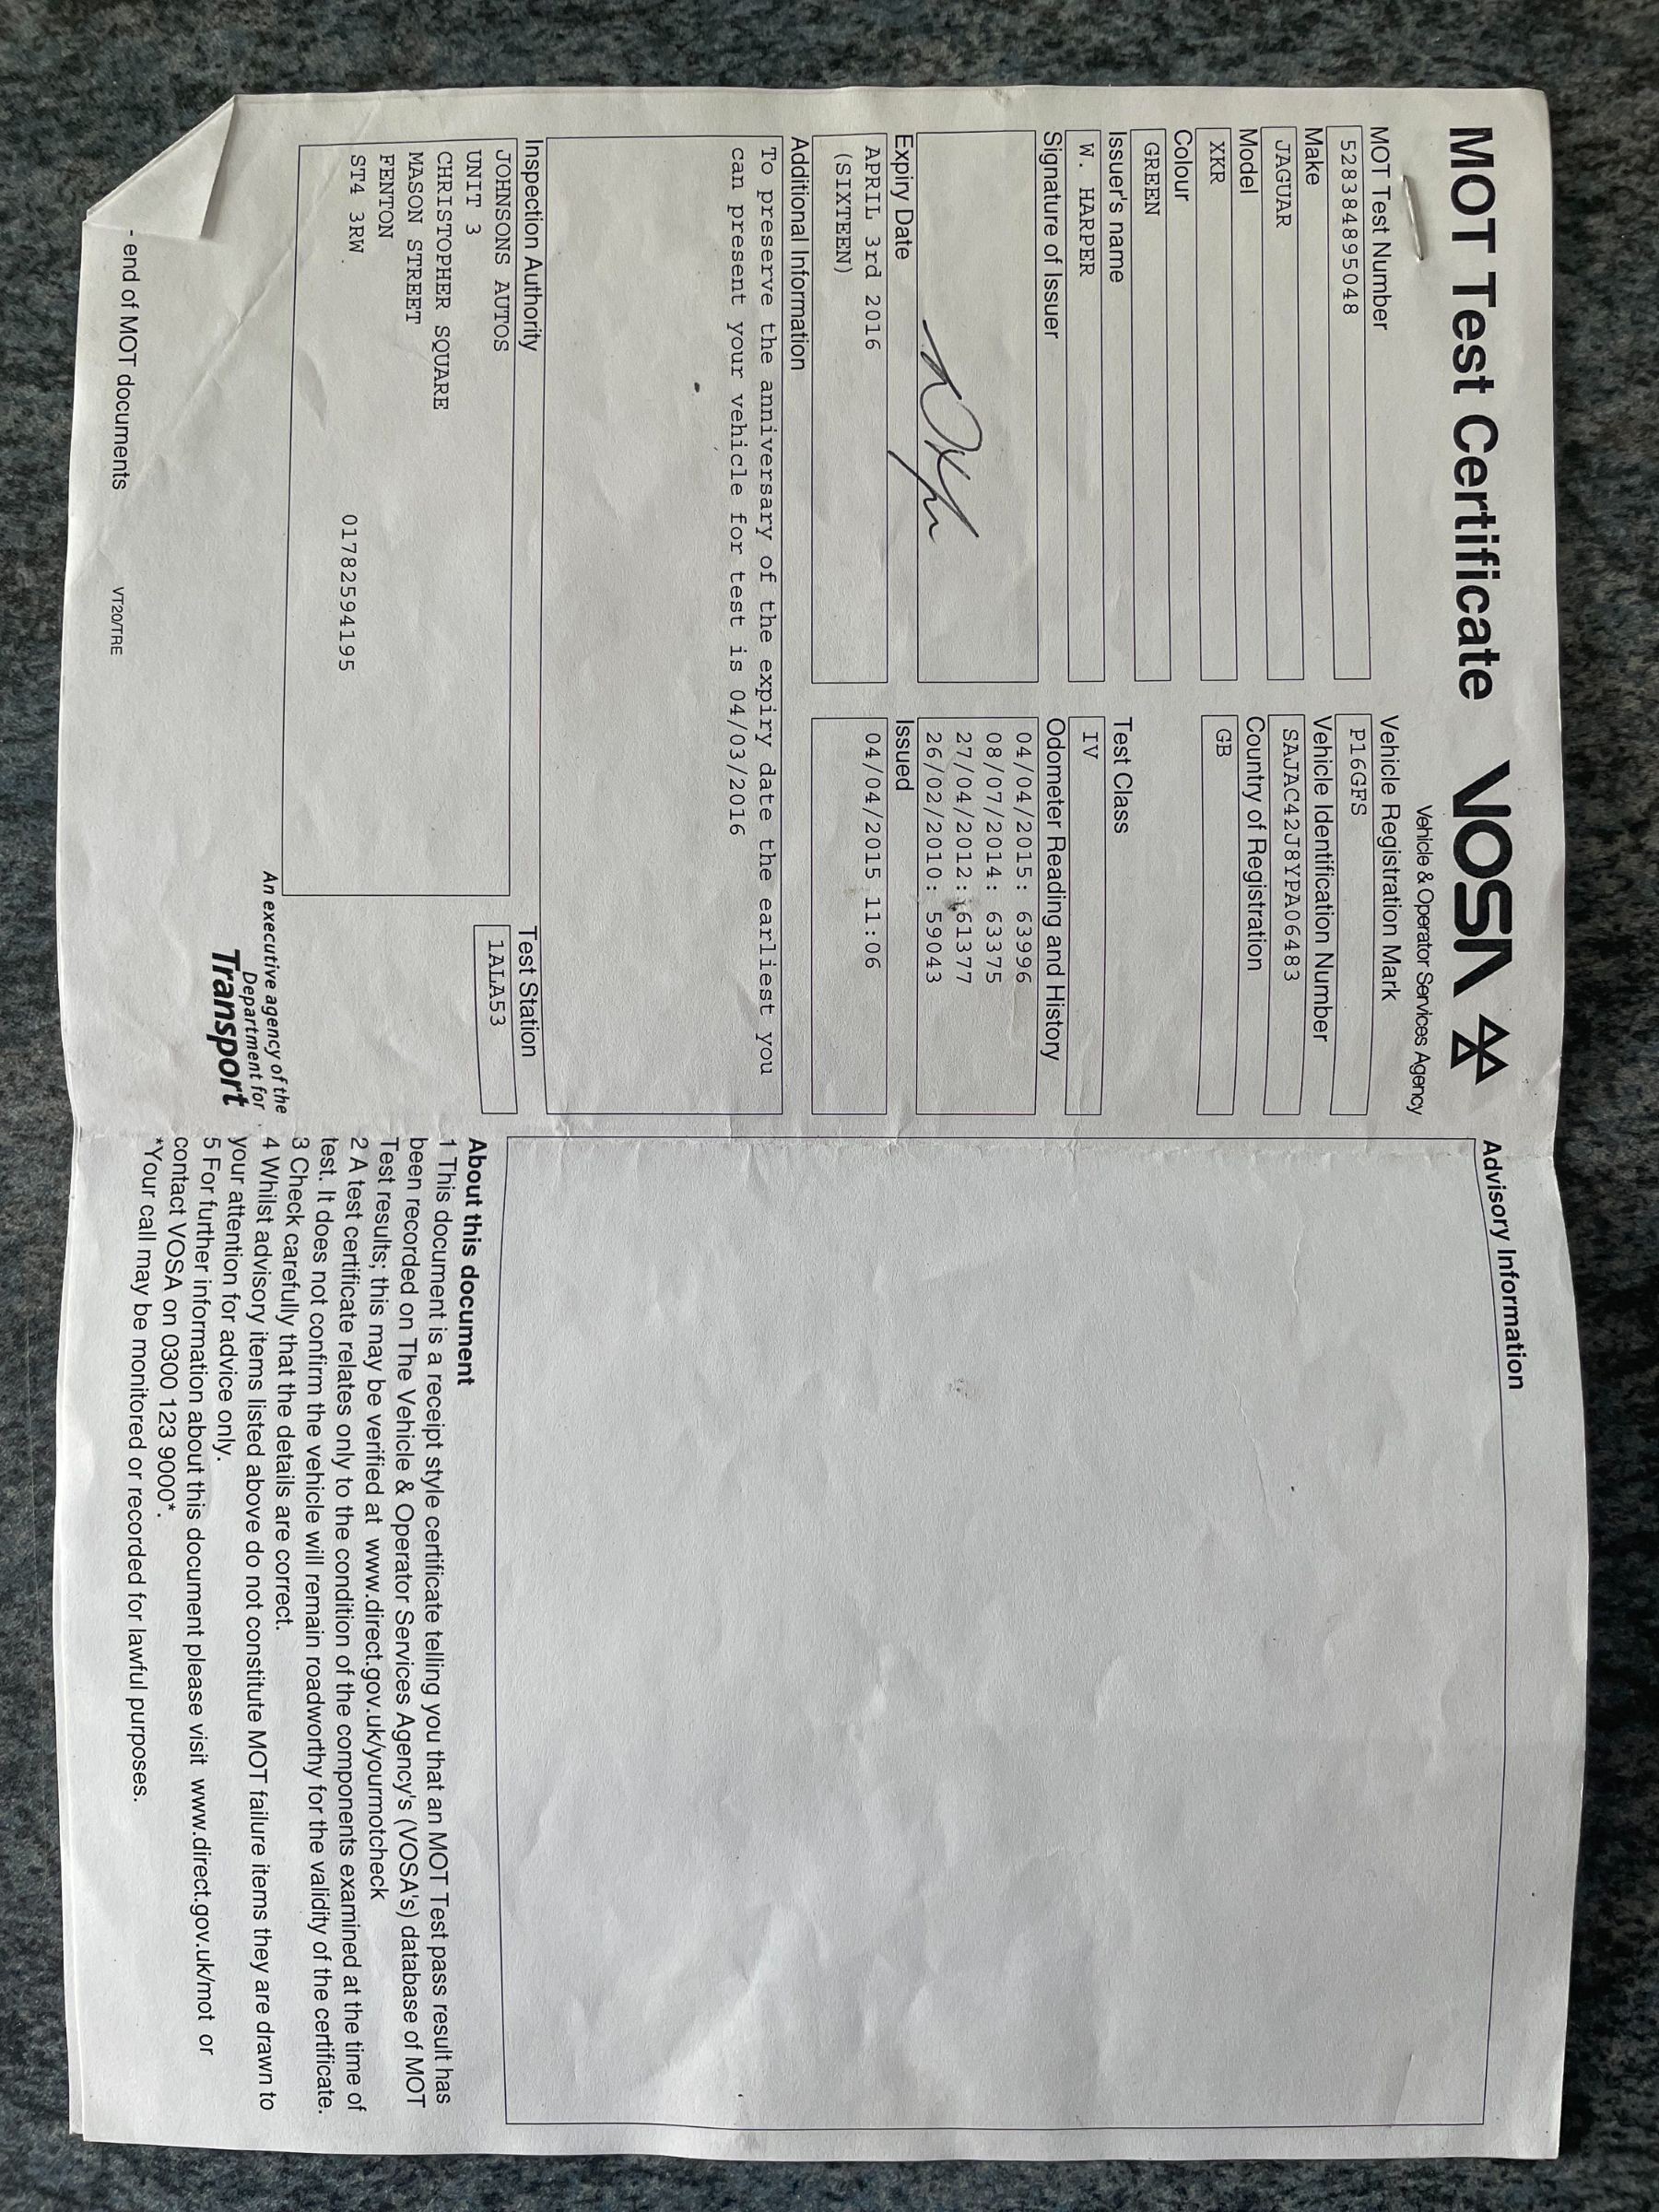 MOT Test Certificate
VOSA
Vehicle & Operator Services Agency
MOT Test Number
528384895048
Vehicle Registration Mark
P16GFS
Make
JAGUAR
Vehicle Identification Number
SAJAC42J8YPA06483
Model
XKR
Country of Registration
GB
Colour
GREEN
Issuer's name
W. HARPER
Test Class
IV
Signature of Issuer
Odometer Reading and History
04/04/2015: 63996
08/07/2014: 63375
27/04/2012: 61377
26/02/2010: 59043
Expiry Date
APRIL 3rd 2016
(SIXTEEN)
Issued
04/04/2015 11:06
Additional Information
To preserve the anniversary of the expiry date the earliest you
can present your vehicle for test is 04/03/2016
Inspection Authority
JOHNSONS AUTOS
UNIT 3
CHRISTOPHER SQUARE
MASON STREET
FENTON
ST4 3RW
01782594195
Test Station
1ALA53
An executive agency of the
Department for
Transport
- end of MOT documents
VT20/TRE
Advisory Information
About this document
1 This document is a receipt style certificate telling you that an MOT Test pass result has
been recorded on The Vehicle & Operator Services Agency's (VOSA's) database of MOT
Test results; this may be verified at www.direct.gov.uk/yourmotcheck
2 A test certificate relates only to the condition of the components examined at the time of
test. It does not confirm the vehicle will remain roadworthy for the validity of the certificate.
3 Check carefully that the details are correct.
4 Whilst advisory items listed above do not constitute MOT failure items they are drawn to
your attention for advice only.
5 For further information about this document please visit www.direct.gov.uk/mot or
contact VOSA on 0300 123 9000*.
*Your call may be monitored or recorded for lawful purposes.